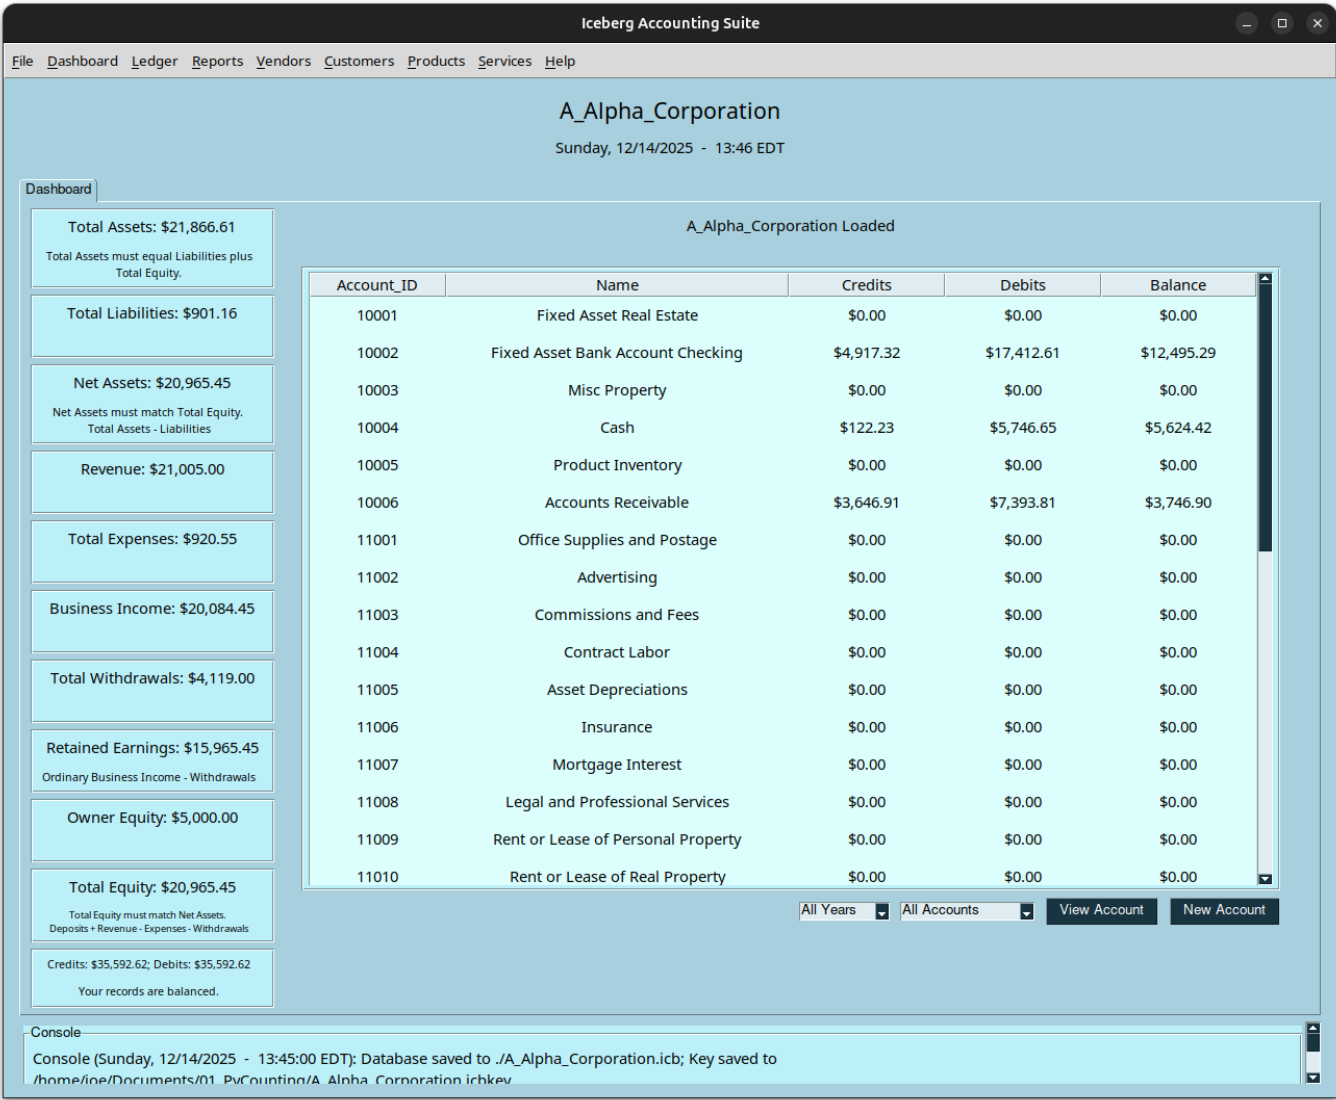 Iceberg Accounting Suite
File Dashboard Ledger Reports Vendors Customers Products Services Help
A_Alpha_Corporation
Sunday, 12/14/2025 - 13:46 EDT
Dashboard
Total Assets: $21,866.61
Total Assets must equal Liabilities plus
Total Equity.
Total Liabilities: $901.16
Net Assets: $20,965.45
Net Assets must match Total Equity.
Total Assets - Liabilities
Revenue: $21,005.00
Total Expenses: $920.55
Business Income: $20,084.45
Total Withdrawals: $4,119.00
Retained Earnings: $15,965.45
Ordinary Business Income - Withdrawals
Owner Equity: $5,000.00
Total Equity: $20,965.45
Total Equity must match Net Assets.
Deposits + Revenue - Expenses - Withdrawals
Credits: $35,592.62; Debits: $35,592.62
Your records are balanced.
A_Alpha_Corporation Loaded
Account_ID Name Credits Debits Balance
10001 Fixed Asset Real Estate $0.00 $0.00 $0.00
10002 Fixed Asset Bank Account Checking $4,917.32 $17,412.61 $12,495.29
10003 Misc Property $0.00 $0.00 $0.00
10004 Cash $122.23 $5,746.65 $5,624.42
10005 Product Inventory $0.00 $0.00 $0.00
10006 Accounts Receivable $3,646.91 $7,393.81 $3,746.90
11001 Office Supplies and Postage $0.00 $0.00 $0.00
11002 Advertising $0.00 $0.00 $0.00
11003 Commissions and Fees $0.00 $0.00 $0.00
11004 Contract Labor $0.00 $0.00 $0.00
11005 Asset Depreciations $0.00 $0.00 $0.00
11006 Insurance $0.00 $0.00 $0.00
11007 Mortgage Interest $0.00 $0.00 $0.00
11008 Legal and Professional Services $0.00 $0.00 $0.00
11009 Rent or Lease of Personal Property $0.00 $0.00 $0.00
11010 Rent or Lease of Real Property $0.00 $0.00 $0.00
All Years All Accounts View Account New Account
Console
Console (Sunday, 12/14/2025 - 13:45:00 EDT): Database saved to ./A_Alpha_Corporation.icb; Key saved to
/home/joe/Documents/01_PyCounting/A_Alpha_Corporation.icbkey